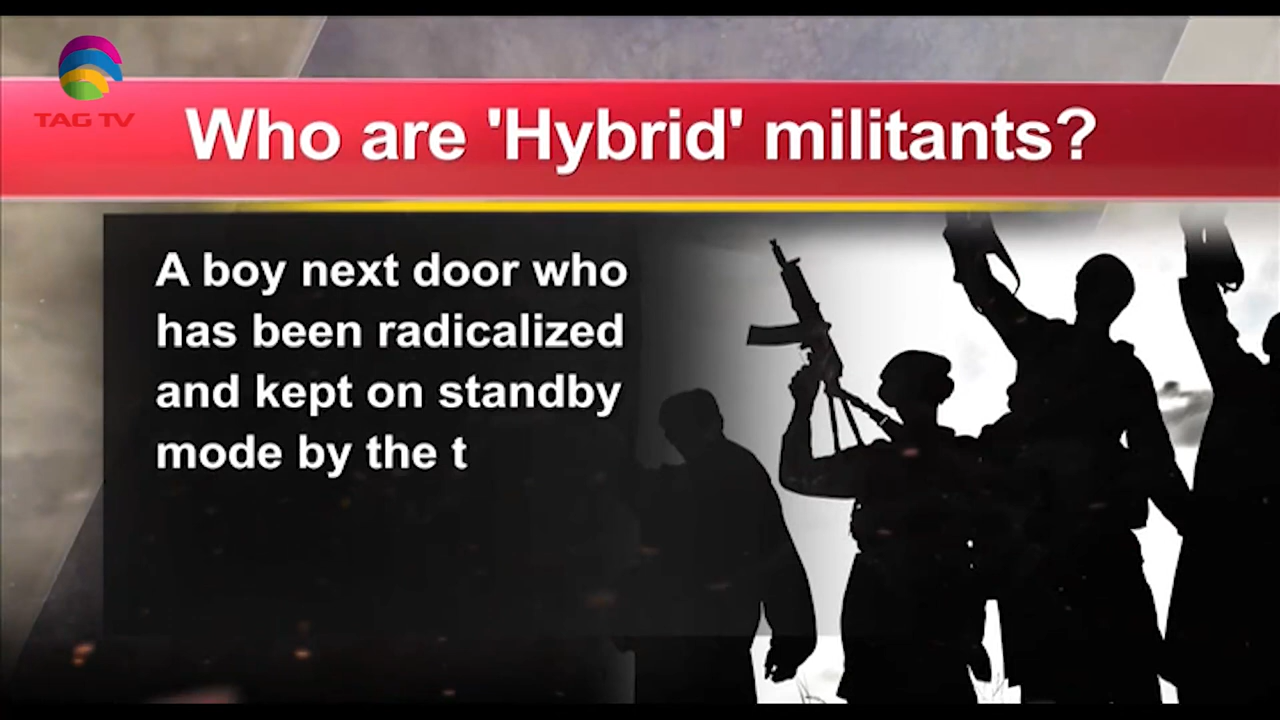 TAG TV
Who are 'Hybrid' militants?
A boy next door who
has been radicalized
and kept on standby
mode by the t